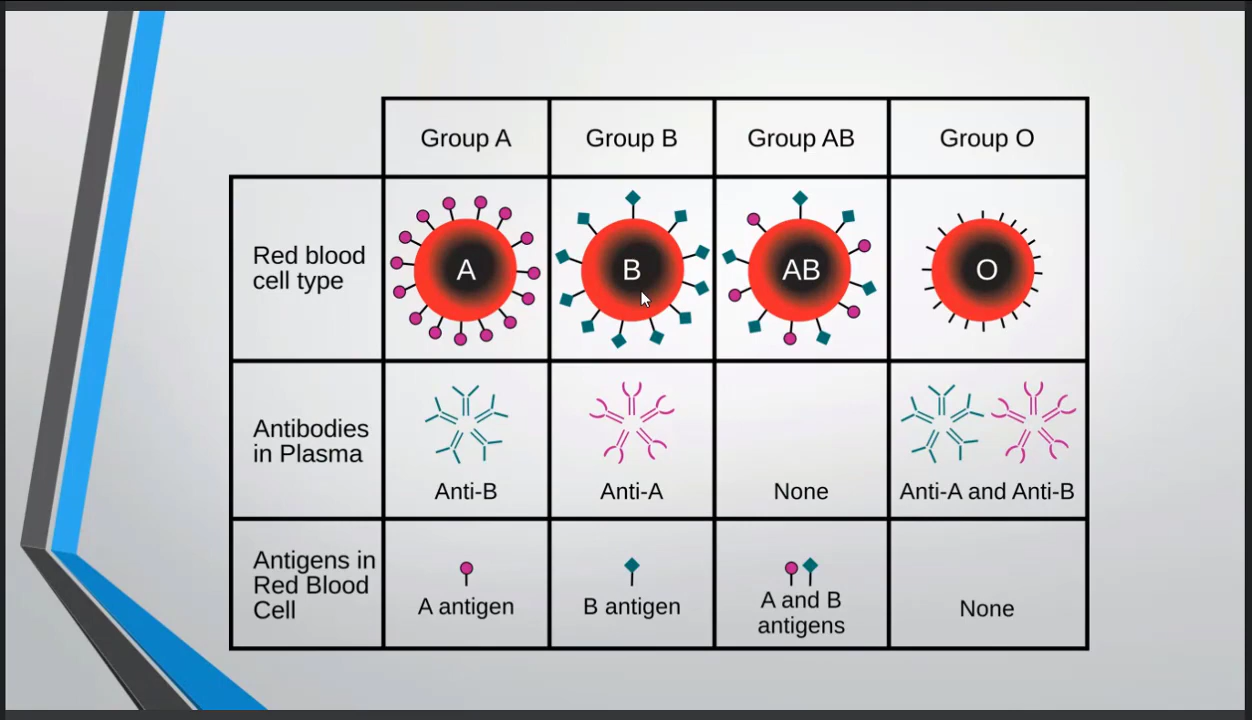 Group A
Group B
Group AB
Group O
Red blood
cell type
A
B
AB
O
Antibodies
in Plasma
Anti-B
Anti-A
None
Anti-A and Anti-B
Antigens in
Red Blood
Cell
A antigen
B antigen
A and B
antigens
None